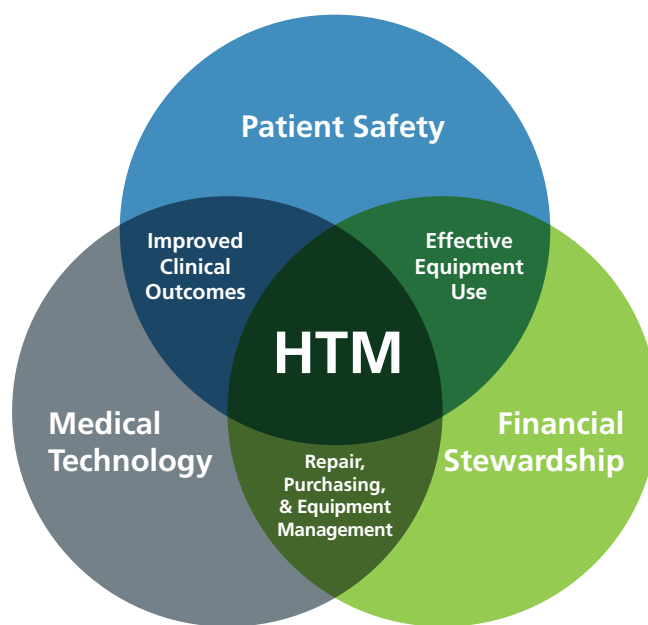 Patient Safety
Improved
Clinical
Outcomes
Effective
Equipment
Use
HTM
Medical
Technology
Financial
Stewardship
Repair,
Purchasing,
& Equipment
Management